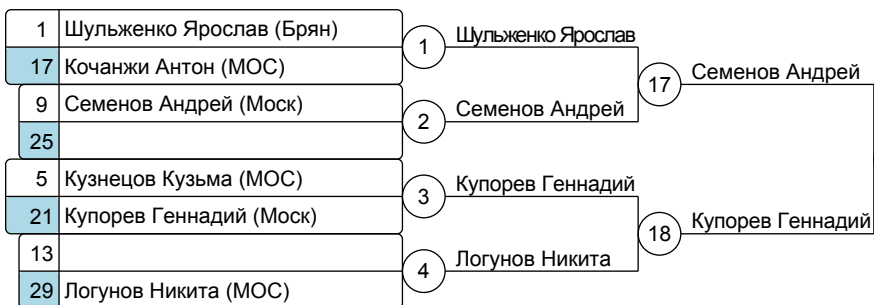 1 Шульженко Ярослав (Брян)
17 Кочанжи Антон (МОС)
1 Шульженко Ярослав
9 Семенов Андрей (Моск)
25
2 Семенов Андрей
17 Семенов Андрей
5 Кузнецов Кузьма (МОС)
21 Купорев Геннадий (Моск)
3 Купорев Геннадий
13
29 Логунов Никита (МОС)
4 Логунов Никита
18 Купорев Геннадий